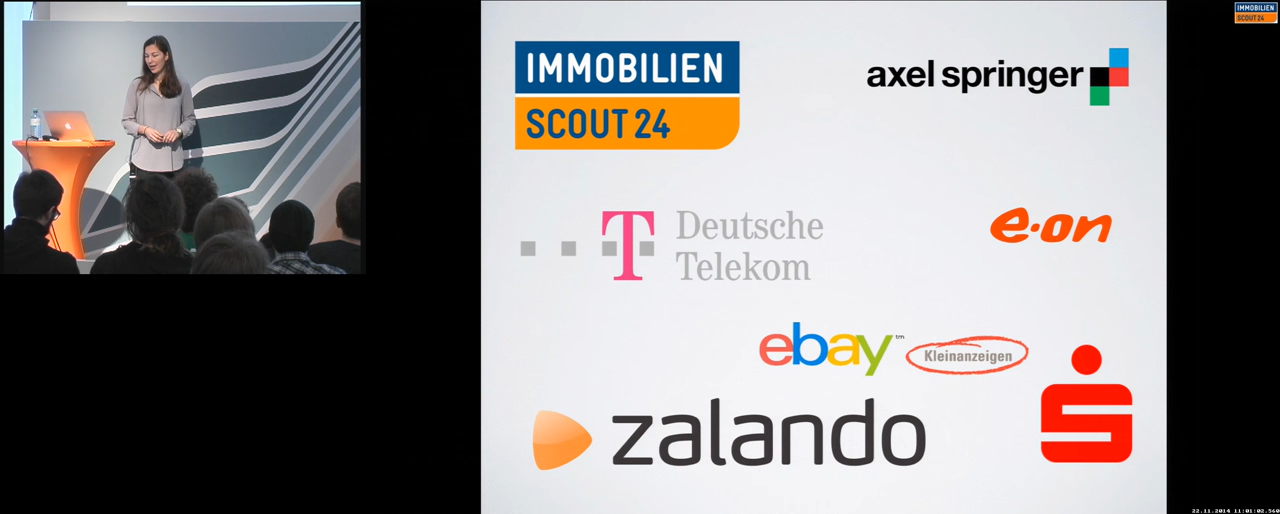 IMMOBILIEN
SCOUT 24
axel springer
Deutsche
Telekom
T
e·on
ebay™
Kleinanzeigen
S
zalando
IMMOBILIEN
SCOUT 24
22.11.2014 11:01:02.560